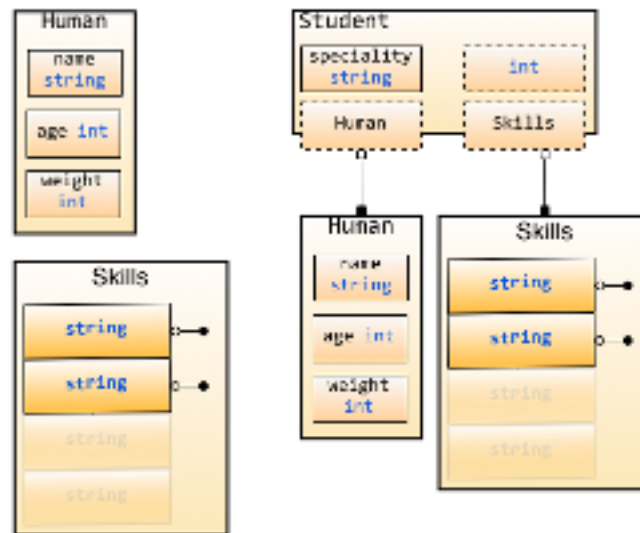 Human
name
string
age int
weight
int
Skills
string
string
string
string
Student
speciality
string
int
Human
Skills
Human
name
string
age int
weight
int
Skills
string
string
string
string